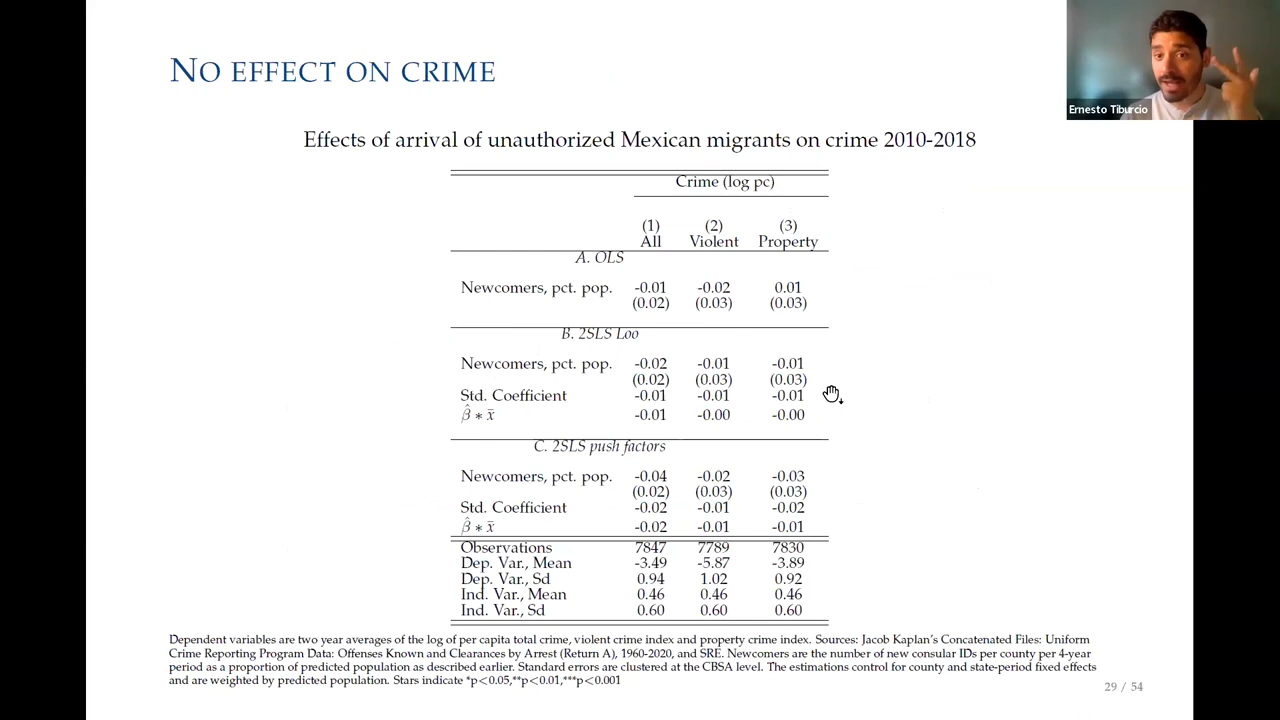 NO EFFECT ON CRIME
Ernesto Tiburcio
Effects of arrival of unauthorized Mexican migrants on crime 2010-2018
Crime (log pc)
(1) (2) (3)
All Violent Property
A. OLS
Newcomers, pct. pop. -0.01 -0.02 0.01
(0.02) (0.03) (0.03)
B. 2SLS Loo
Newcomers, pct. pop. -0.02 -0.01 -0.01
(0.02) (0.03) (0.03)
Std. Coefficient -0.01 -0.01 -0.01
β̂ ∗ x̄ -0.01 -0.00 -0.00
C. 2SLS push factors
Newcomers, pct. pop. -0.04 -0.02 -0.03
(0.02) (0.03) (0.03)
Std. Coefficient -0.02 -0.01 -0.02
β̂ ∗ x̄ -0.02 -0.01 -0.01
Observations 7847 7789 7830
Dep. Var., Mean -3.49 -5.87 -3.89
Dep. Var., Sd 0.94 1.02 0.92
Ind. Var., Mean 0.46 0.46 0.46
Ind. Var., Sd 0.60 0.60 0.60
Dependent variables are two year averages of the log of per capita total crime, violent crime index and property crime index. Sources: Jacob Kaplan's Concatenated Files: Uniform
Crime Reporting Program Data: Offenses Known and Clearances by Arrest (Return A), 1960-2020, and SRE. Newcomers are the number of new consular IDs per county per 4-year
period as a proportion of predicted population as described earlier. Standard errors are clustered at the CBSA level. The estimations control for county and state-period fixed effects
and are weighted by predicted population. Stars indicate *p<0.05,**p<0.01,***p<0.001
29 / 54